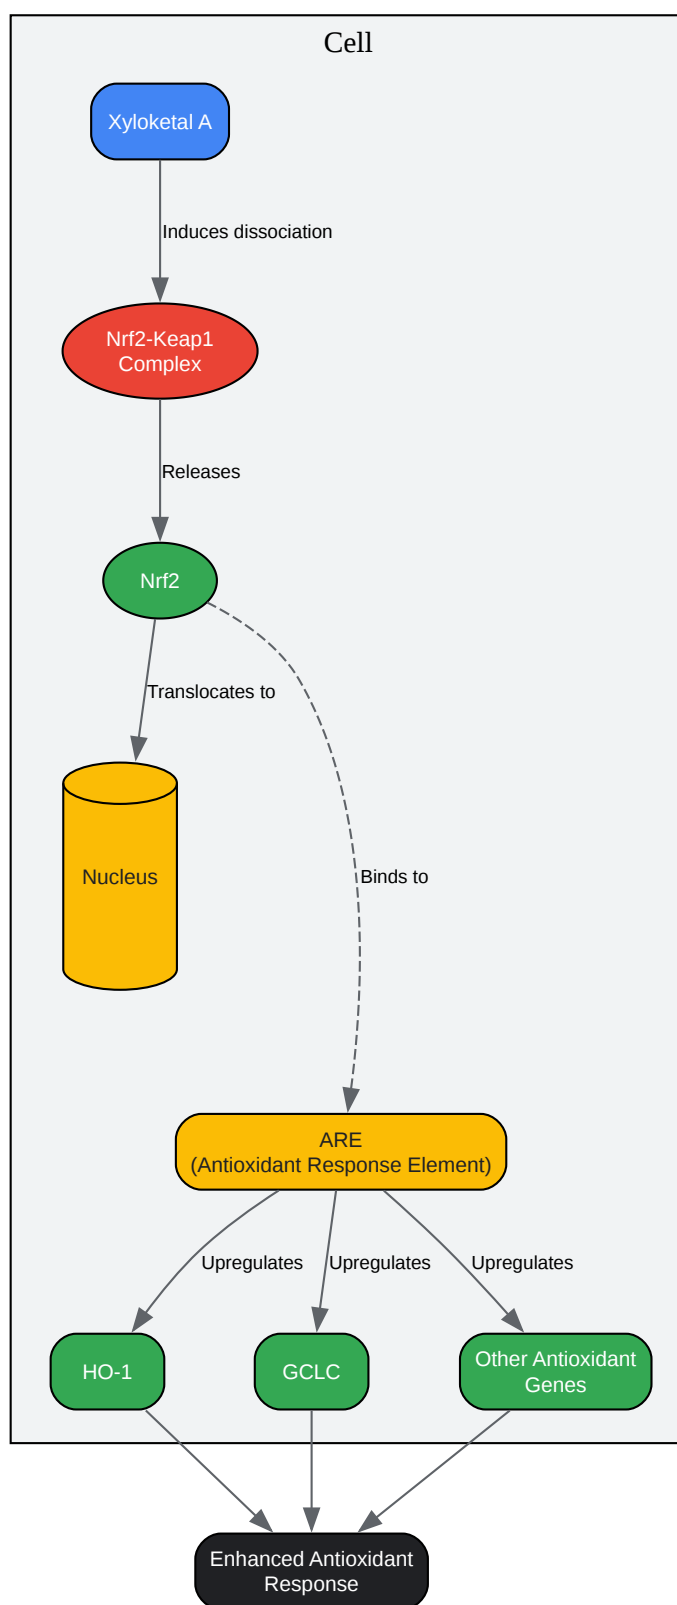 Cell
Xyloketal A
Induces dissociation
Nrf2-Keap1
Complex
Releases
Nrf2
Translocates to
Nucleus
Binds to
ARE
(Antioxidant Response Element)
Upregulates
Upregulates
Upregulates
HO-1
GCLC
Other Antioxidant
Genes
Enhanced Antioxidant
Response